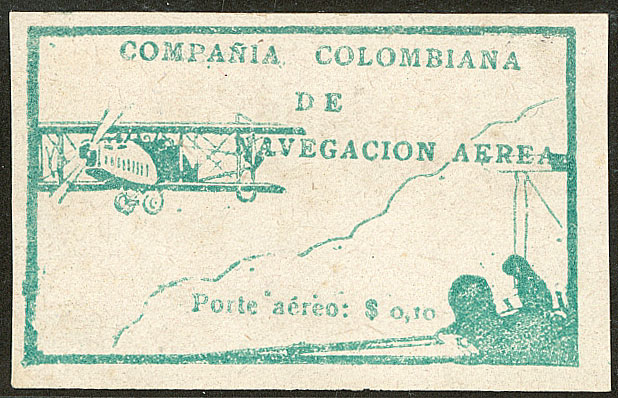 COMPAÑIA COLOMBIANA
DE
NAVEGACION AEREA
Porte aéreo: $ 0,10